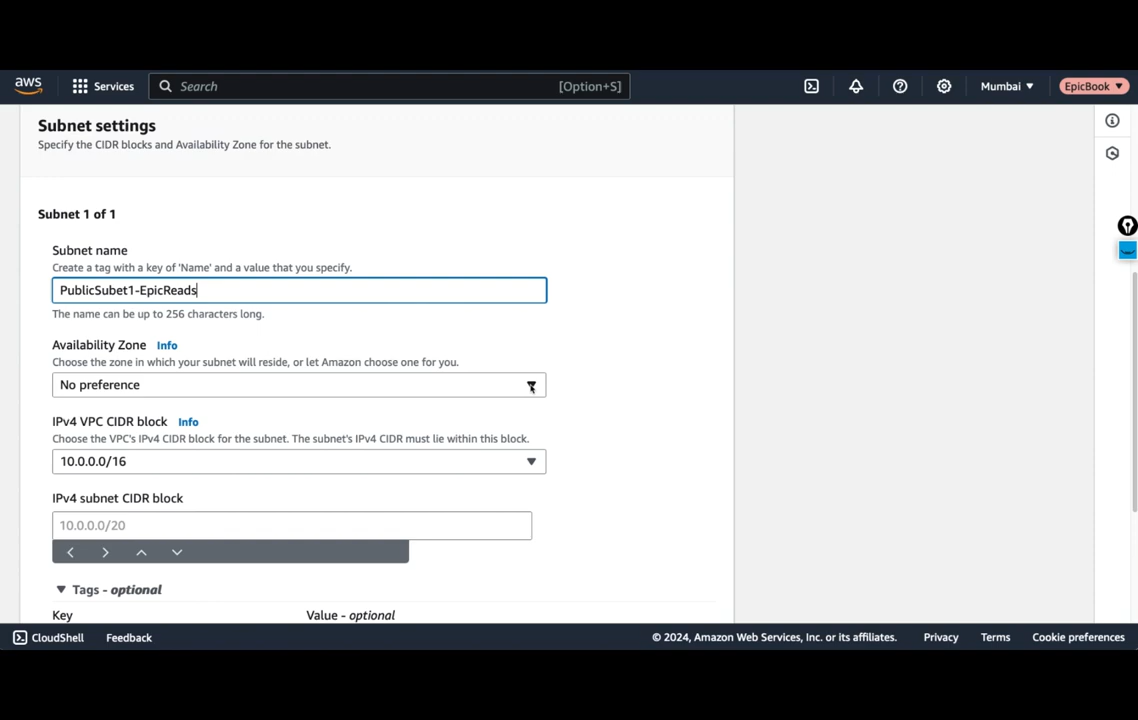 aws Services Search [Option+S] Mumbai EpicBook
Subnet settings
Specify the CIDR blocks and Availability Zone for the subnet.
Subnet 1 of 1
Subnet name
Create a tag with a key of 'Name' and a value that you specify.
PublicSubet1-EpicReads
The name can be up to 256 characters long.
Availability Zone Info
Choose the zone in which your subnet will reside, or let Amazon choose one for you.
No preference
IPv4 VPC CIDR block Info
Choose the VPC's IPv4 CIDR block for the subnet. The subnet's IPv4 CIDR must lie within this block.
10.0.0.0/16
IPv4 subnet CIDR block
10.0.0.0/20
Tags - optional
Key Value - optional
CloudShell Feedback © 2024, Amazon Web Services, Inc. or its affiliates. Privacy Terms Cookie preferences